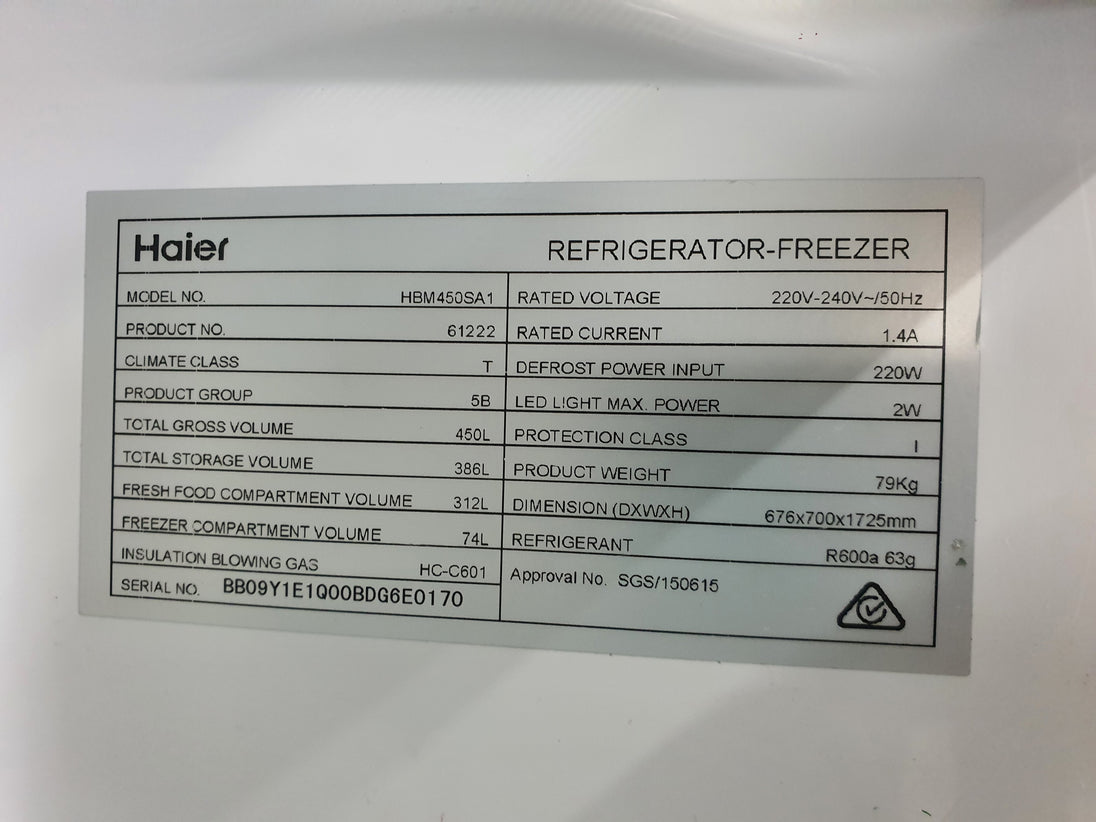 Haier REFRIGERATOR-FREEZER
MODEL NO. HBM450SA1
PRODUCT NO. 61222
CLIMATE CLASS T
PRODUCT GROUP 5B
TOTAL GROSS VOLUME 450L
TOTAL STORAGE VOLUME 386L
FRESH FOOD COMPARTMENT VOLUME 312L
FREEZER COMPARTMENT VOLUME 74L
INSULATION BLOWING GAS HC-C601
SERIAL NO. BB09Y1E1Q00BDG6E0170
RATED VOLTAGE 220V-240V~/50Hz
RATED CURRENT 1.4A
DEFROST POWER INPUT 220W
LED LIGHT MAX. POWER 2W
PROTECTION CLASS I
PRODUCT WEIGHT 79Kg
DIMENSION (DXWXH) 676x700x1725mm
REFRIGERANT R600a 63g
Approval No. SGS/150615